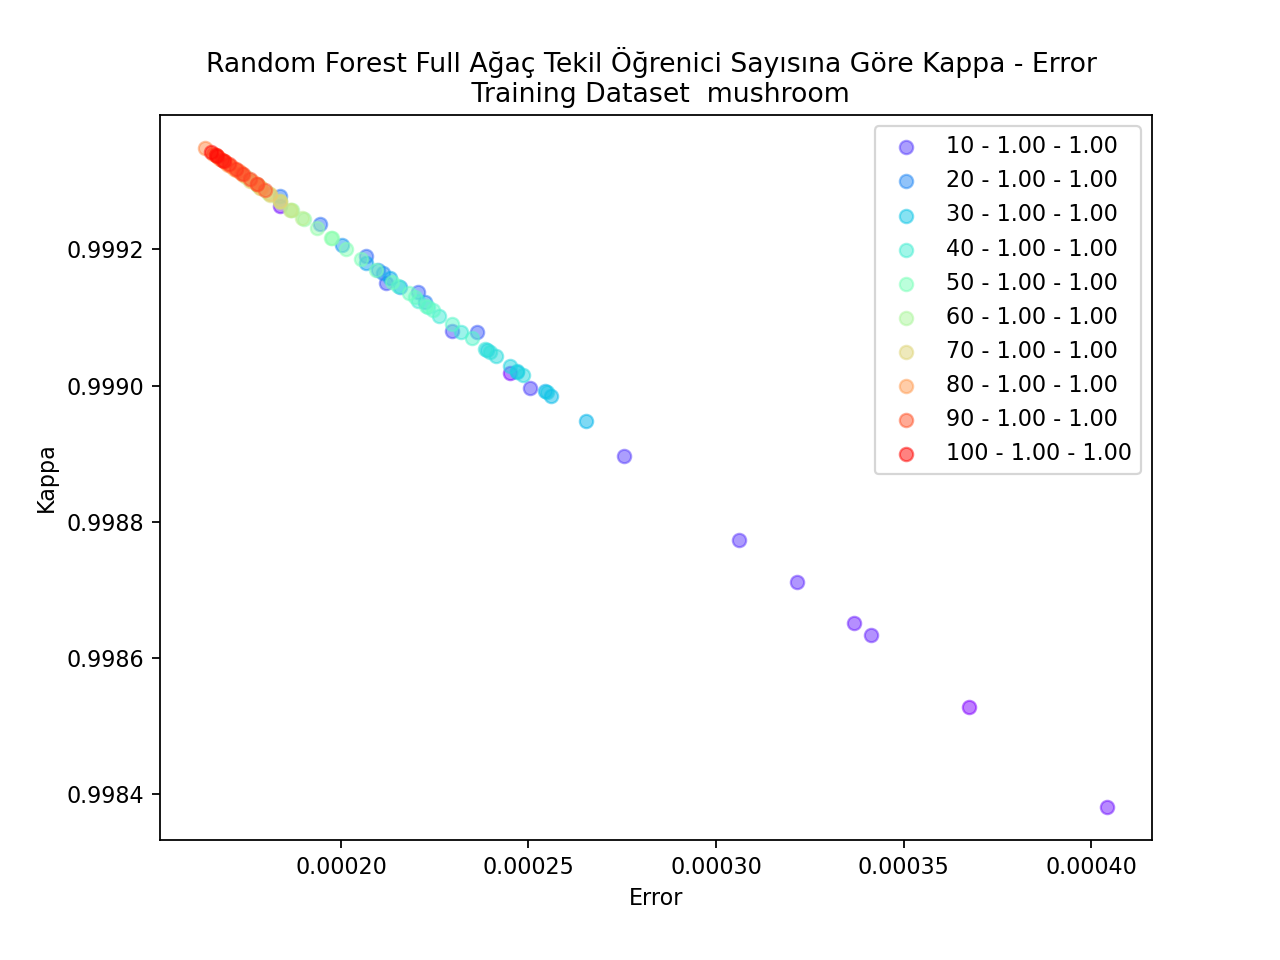 Random Forest Full Ağaç Tekil Öğrenici Sayısına Göre Kappa - Error
Training Dataset  mushroom
10 - 1.00 - 1.00
20 - 1.00 - 1.00
30 - 1.00 - 1.00
40 - 1.00 - 1.00
50 - 1.00 - 1.00
60 - 1.00 - 1.00
70 - 1.00 - 1.00
80 - 1.00 - 1.00
90 - 1.00 - 1.00
100 - 1.00 - 1.00
Kappa
0.9992
0.9990
0.9988
0.9986
0.9984
0.00020
0.00025
0.00030
0.00035
0.00040
Error